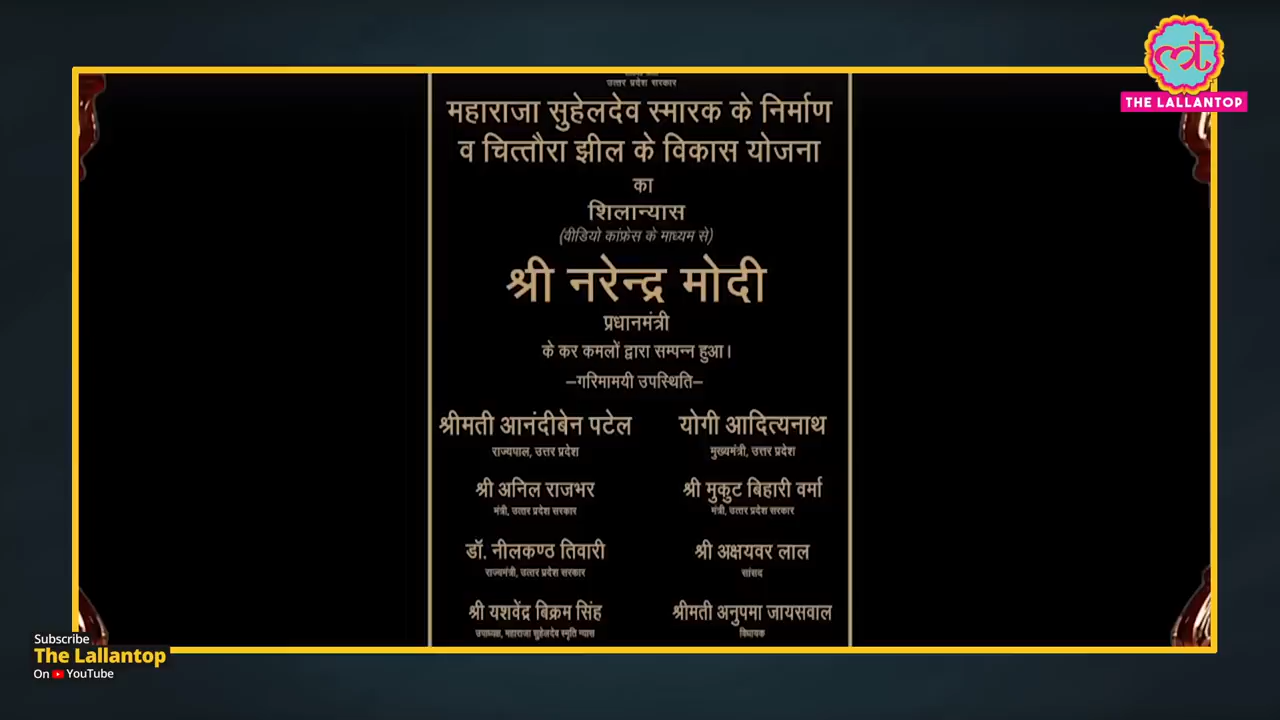 उत्तर प्रदेश सरकार
महाराजा सुहेलदेव स्मारक के निर्माण
व चित्तौरा झील के विकास योजना
का
शिलान्यास
(वीडियो कांफ्रेस के माध्यम से)
श्री नरेन्द्र मोदी
प्रधानमंत्री
के कर कमलों द्वारा सम्पन्न हुआ।
–गरिमामयी उपस्थिति–
श्रीमती आनंदीबेन पटेल
राज्यपाल, उत्तर प्रदेश
योगी आदित्यनाथ
मुख्यमंत्री, उत्तर प्रदेश
श्री अनिल राजभर
मंत्री, उत्तर प्रदेश सरकार
श्री मुकुट बिहारी वर्मा
मंत्री, उत्तर प्रदेश सरकार
डॉ. नीलकण्ठ तिवारी
राज्यमंत्री, उत्तर प्रदेश सरकार
श्री अक्षयवर लाल
सांसद
श्री यशवेंद्र बिक्रम सिंह
उपाध्यक्ष, महाराजा सुहेलदेव स्मृति न्यास
श्रीमती अनुपमा जायसवाल
विधायक
THE LALLANTOP
Subscribe
The Lallantop
On YouTube